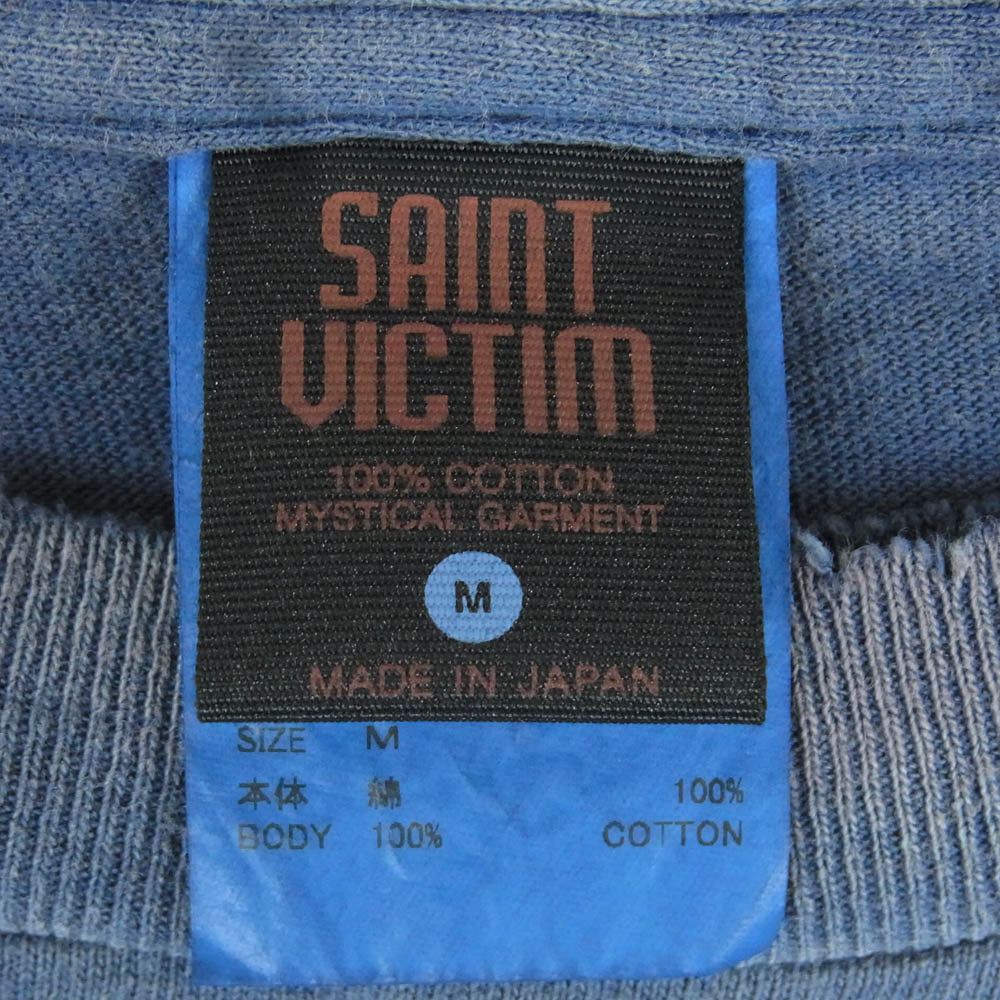 SAINT
VICTIM
100% COTTON
MYSTICAL GARMENT
M
MADE IN JAPAN
SIZE M
本体 綿 100%
BODY 100% COTTON